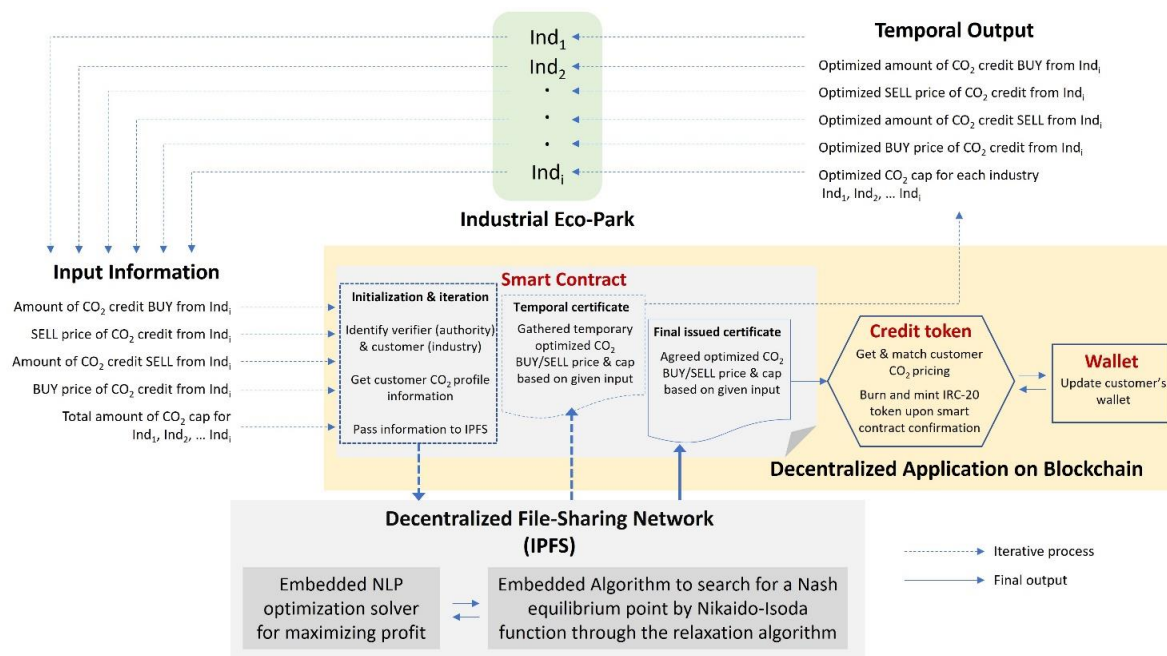 Ind1
Ind2
.
.
.
Indi
Industrial Eco-Park
Temporal Output
Optimized amount of CO2 credit BUY from Indi
Optimized SELL price of CO2 credit from Indi
Optimized amount of CO2 credit SELL from Indi
Optimized BUY price of CO2 credit from Indi
Optimized CO2 cap for each industry
Ind1, Ind2, ... Indi
Input Information
Amount of CO2 credit BUY from Indi
SELL price of CO2 credit from Indi
Amount of CO2 credit SELL from Indi
BUY price of CO2 credit from Indi
Total amount of CO2 cap for
Ind1, Ind2, ... Indi
Smart Contract
Initialization & iteration
Identify verifier (authority)
& customer (industry)
Get customer CO2 profile
information
Pass information to IPFS
Temporal certificate
Gathered temporary
optimized CO2
BUY/SELL price & cap
based on given input
Final issued certificate
Agreed optimized CO2
BUY/SELL price & cap
based on given input
Credit token
Get & match customer
CO2 pricing
Burn and mint IRC-20
token upon smart
contract confirmation
Wallet
Update customer's
wallet
Decentralized Application on Blockchain
Decentralized File-Sharing Network
(IPFS)
Embedded NLP
optimization solver
for maximizing profit
Embedded Algorithm to search for a Nash
equilibrium point by Nikaido-Isoda
function through the relaxation algorithm
Iterative process
Final output